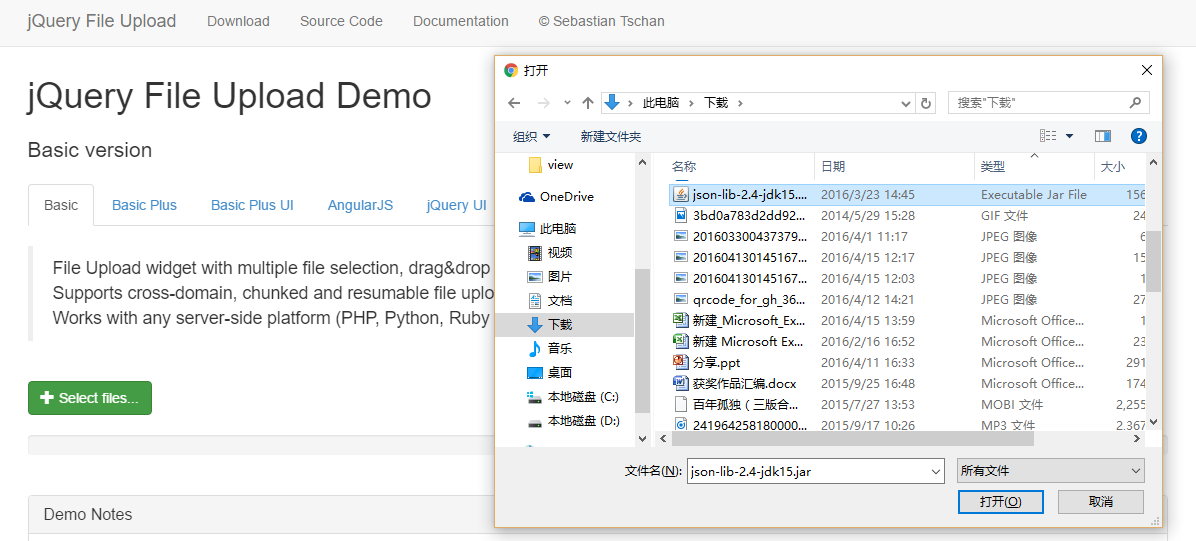 jQuery File Upload Download Source Code Documentation © Sebastian Tschan
jQuery File Upload Demo
Basic version
Basic Basic Plus Basic Plus UI AngularJS jQuery UI
File Upload widget with multiple file selection, drag&drop
Supports cross-domain, chunked and resumable file uplo
Works with any server-side platform (PHP, Python, Ruby
Select files...
Demo Notes
打开
此电脑 下载
搜索"下载"
组织 新建文件夹
view
OneDrive
此电脑
视频
图片
文档
下载
音乐
桌面
本地磁盘 (C:)
本地磁盘 (D:)
名称 日期 类型 大小
json-lib-2.4-jdk15.... 2016/3/23 14:45 Executable Jar File 156
3bd0a783d2dd92... 2014/5/29 15:28 GIF 文件 24
201603300437379... 2016/4/1 11:17 JPEG 图像 6
201604130145167... 2016/4/15 12:17 JPEG 图像 15
201604130145167... 2016/4/15 12:03 JPEG 图像 1
qrcode_for_gh_36... 2016/4/12 14:21 JPEG 图像 27
新建_Microsoft_Ex... 2016/4/15 13:59 Microsoft Office... 1
新建 Microsoft Ex... 2016/2/16 16:52 Microsoft Office... 23
分享.ppt 2016/4/11 16:33 Microsoft Office... 291
获奖作品汇编.docx 2015/9/25 16:48 Microsoft Office... 174
百年孤独（三版合... 2015/7/27 13:53 MOBI 文件 2,255
241964258180000... 2015/9/17 10:26 MP3 文件 2,367
文件名(N): json-lib-2.4-jdk15.jar 所有文件
打开(O) 取消